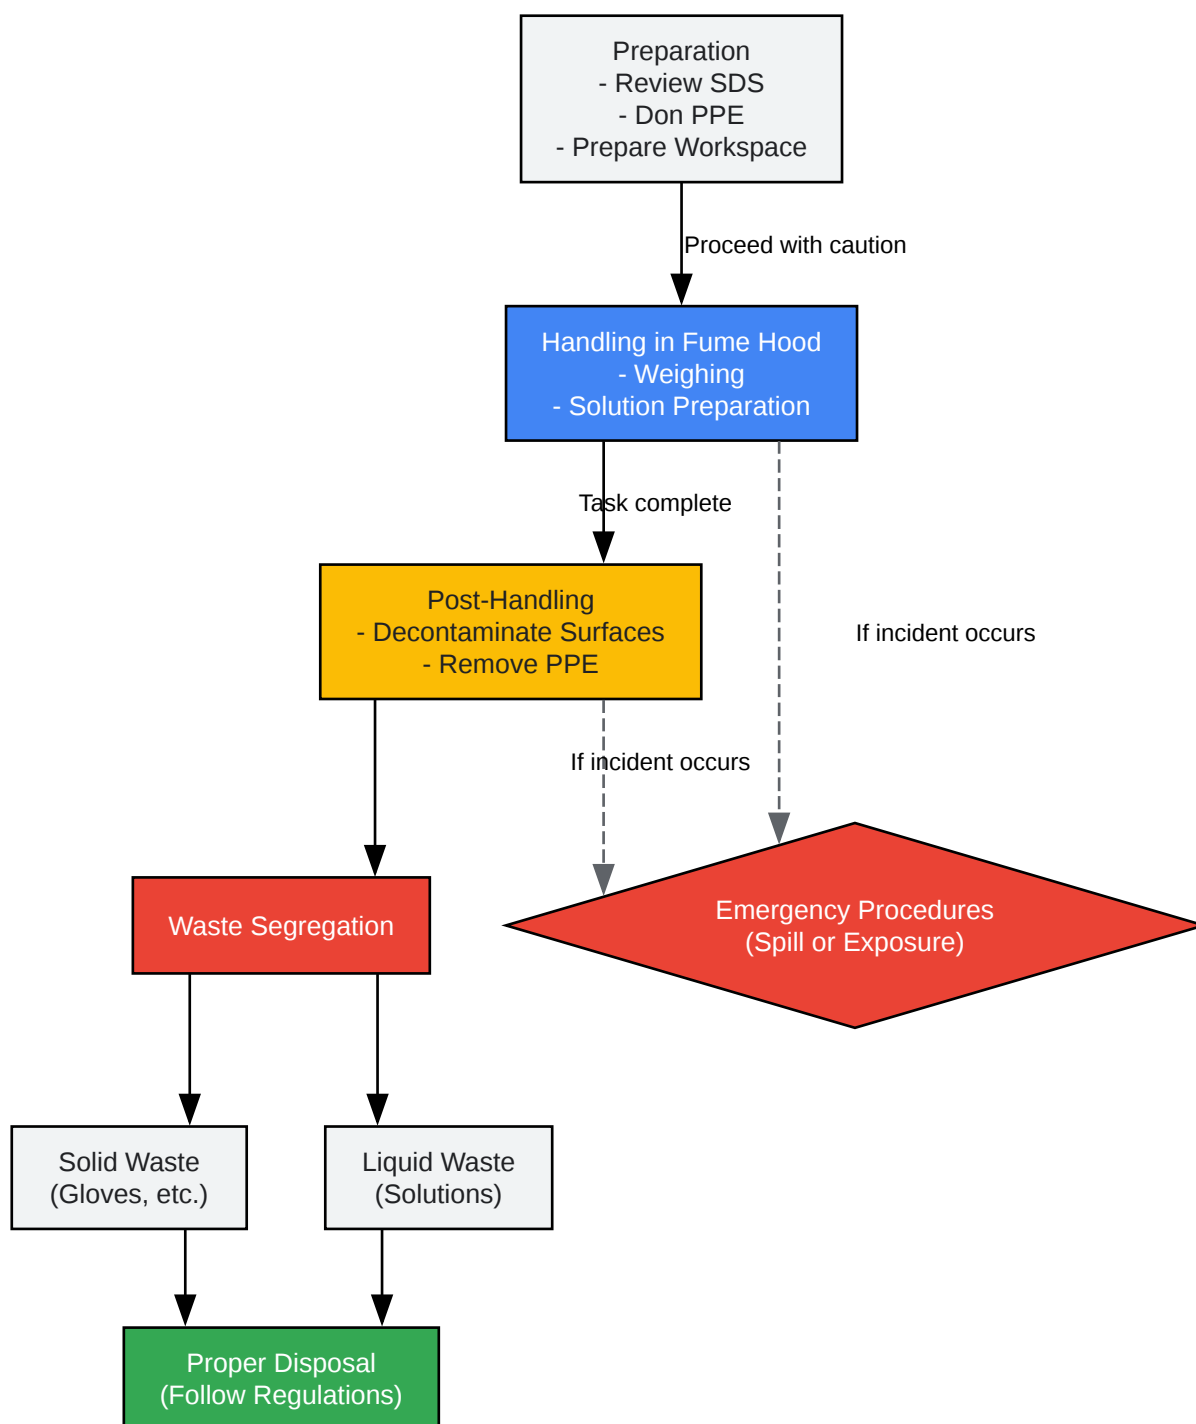 Preparation
- Review SDS
- Don PPE
- Prepare Workspace
Proceed with caution
Handling in Fume Hood
- Weighing
- Solution Preparation
Task complete
Post-Handling
- Decontaminate Surfaces
- Remove PPE
If incident occurs
If incident occurs
Waste Segregation
Emergency Procedures
(Spill or Exposure)
Solid Waste
(Gloves, etc.)
Liquid Waste
(Solutions)
Proper Disposal
(Follow Regulations)